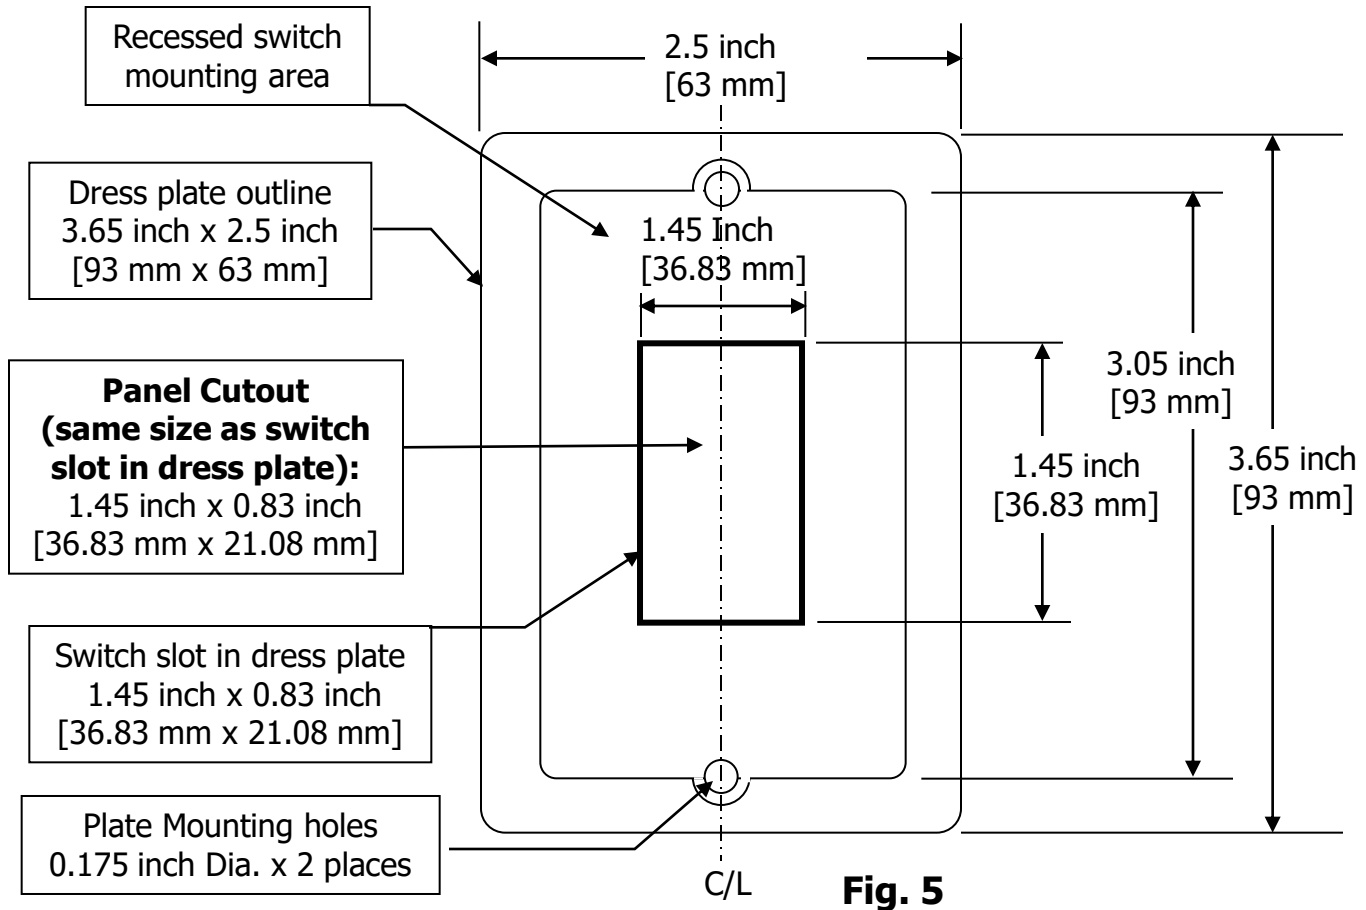 Recessed switch
mounting area
2.5 inch
[63 mm]
Dress plate outline
3.65 inch x 2.5 inch
[93 mm x 63 mm]
1.45 Inch
[36.83 mm]
Panel Cutout
(same size as switch
slot in dress plate):
1.45 inch x 0.83 inch
[36.83 mm x 21.08 mm]
3.05 inch
[93 mm]
1.45 inch
[36.83 mm]
3.65 inch
[93 mm]
Switch slot in dress plate
1.45 inch x 0.83 inch
[36.83 mm x 21.08 mm]
Plate Mounting holes
0.175 inch Dia. x 2 places
C/L
Fig. 5